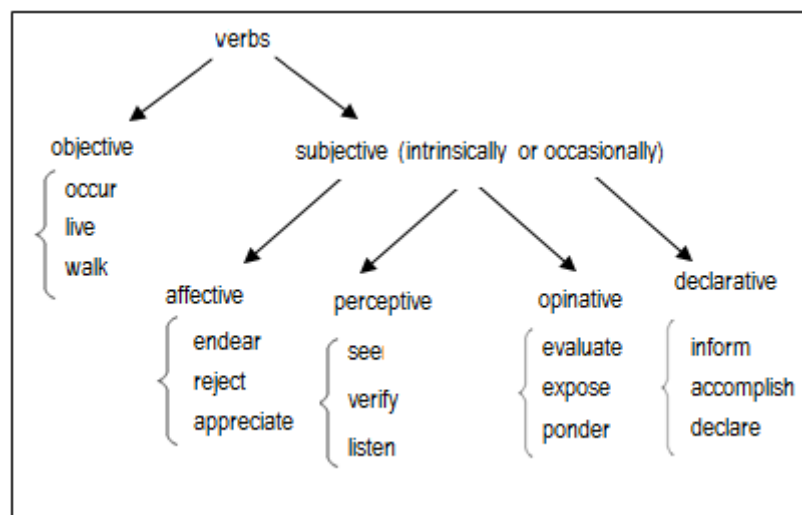 verbs
objective
occur
live
walk
subjective (intrinsically or occasionally)
affective
endear
reject
appreciate
perceptive
see
verify
listen
opinative
evaluate
expose
ponder
declarative
inform
accomplish
declare